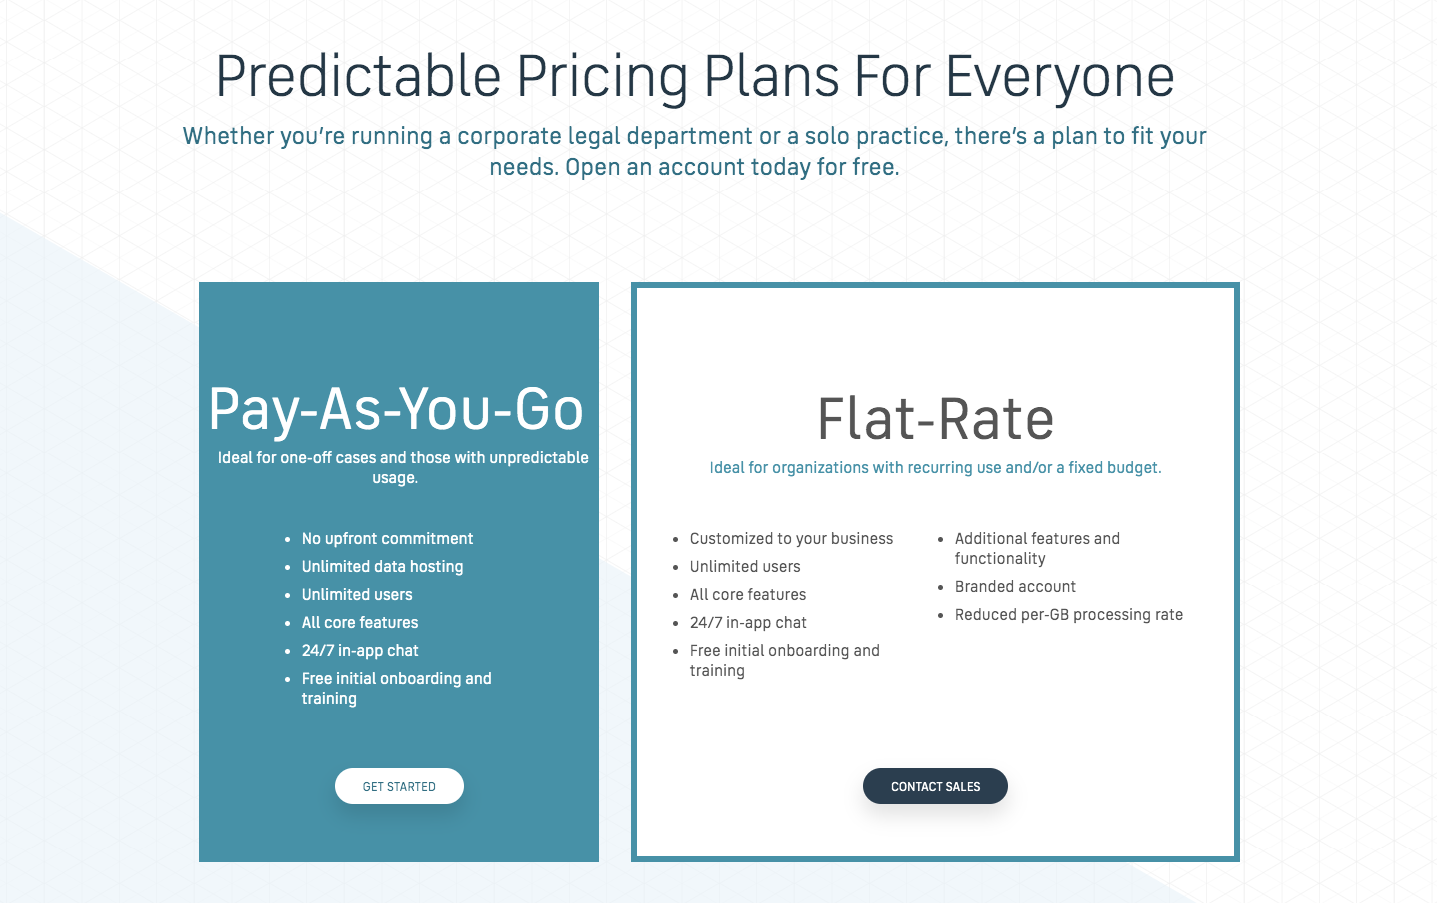 Predictable Pricing Plans For Everyone
Whether you’re running a corporate legal department or a solo practice, there’s a plan to fit your
needs. Open an account today for free.
Pay-As-You-Go
Ideal for one-off cases and those with unpredictable
usage.
• No upfront commitment
• Unlimited data hosting
• Unlimited users
• All core features
• 24/7 in-app chat
• Free initial onboarding and
training
GET STARTED
Flat-Rate
Ideal for organizations with recurring use and/or a fixed budget.
• Customized to your business
• Unlimited users
• All core features
• 24/7 in-app chat
• Free initial onboarding and
training
• Additional features and
functionality
• Branded account
• Reduced per-GB processing rate
CONTACT SALES